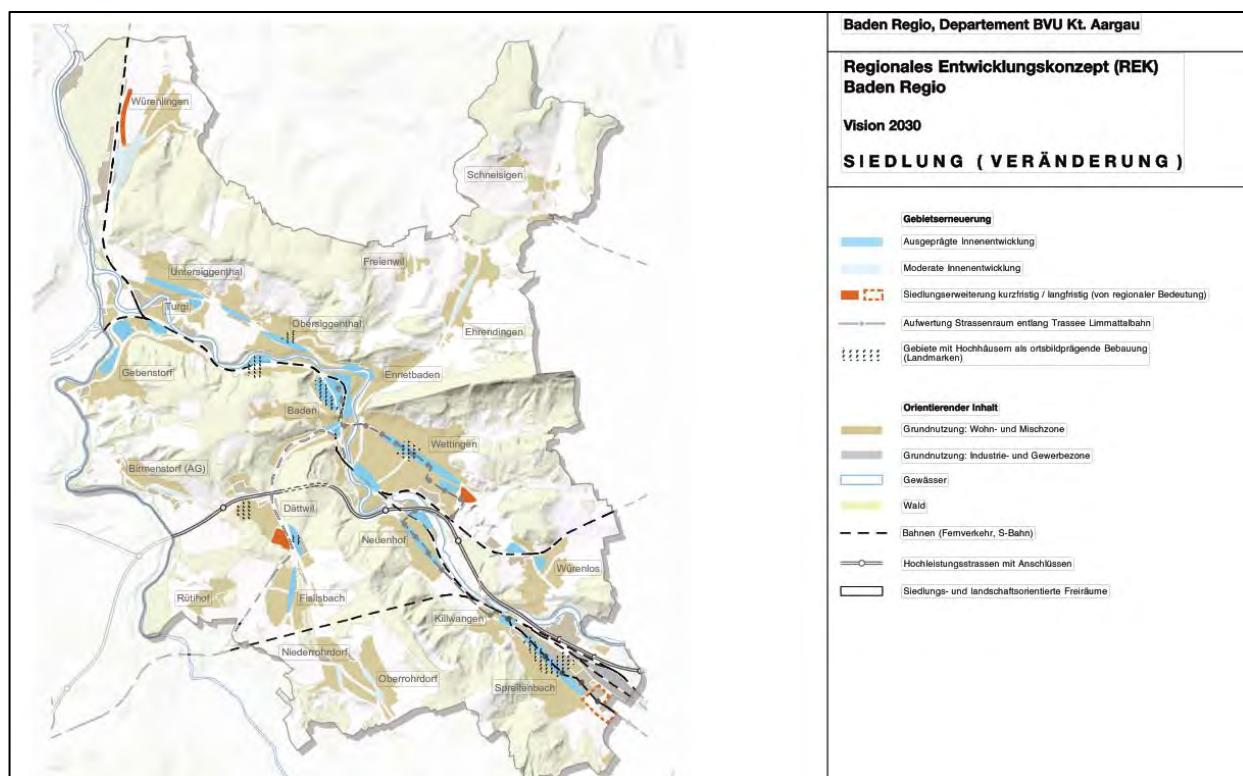 Baden Regio, Departement BVU Kt. Aargau
Regionales Entwicklungskonzept (REK)
Baden Regio
Vision 2030
SIEDLUNG (VERÄNDERUNG)
Gebietserneuerung
Ausgeprägte Innenentwicklung
Moderate Innenentwicklung
Siedlungserweiterung kurzfristig / langfristig (von regionaler Bedeutung)
Aufwertung Strassenraum entlang Trassee Limmattalbahn
Gebiete mit Hochhäusern als ortsbildprägende Bebauung
(Landmarken)
Orientierender Inhalt
Grundnutzung: Wohn- und Mischzone
Grundnutzung: Industrie- und Gewerbezone
Gewässer
Wald
Bahnen (Fernverkehr, S-Bahn)
Hochleistungsstrassen mit Anschlüssen
Siedlungs- und landschaftsorientierte Freiräume
Würenlingen
Schneisigen
Freienwil
Untersiggenthal
Turgi
Obersiggenthal
Ehrendingen
Gebenstorf
Ennetbaden
Baden
Wettingen
Birmenstorf (AG)
Dättwil
Neuenhof
Würenlos
Rütihof
Fislisbach
Killwangen
Niederrohrdorf
Oberrohrdorf
Spreitenbach